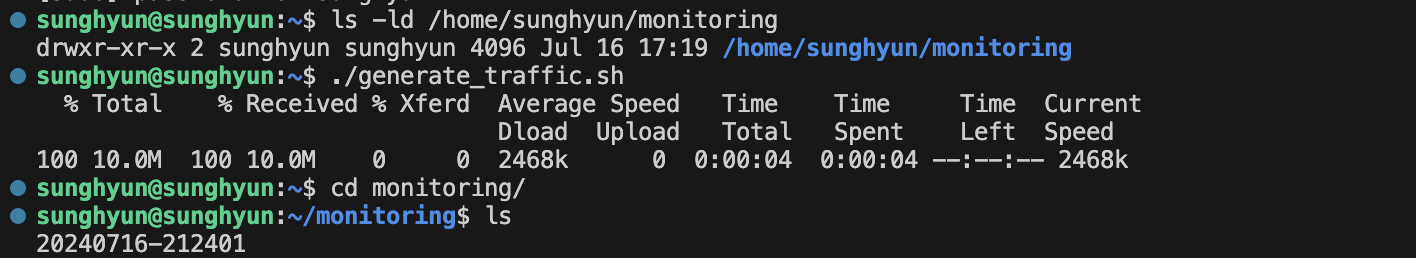 sunghyun@sunghyun:~$ ls -ld /home/sunghyun/monitoring
drwxr-xr-x 2 sunghyun sunghyun 4096 Jul 16 17:19 /home/sunghyun/monitoring
sunghyun@sunghyun:~$ ./generate_traffic.sh
  % Total    % Received % Xferd  Average Speed   Time    Time     Time  Current
                                 Dload  Upload   Total   Spent    Left  Speed
100 10.0M  100 10.0M    0     0  2468k      0  0:00:04  0:00:04 --:--:-- 2468k
sunghyun@sunghyun:~$ cd monitoring/
sunghyun@sunghyun:~/monitoring$ ls
20240716-212401